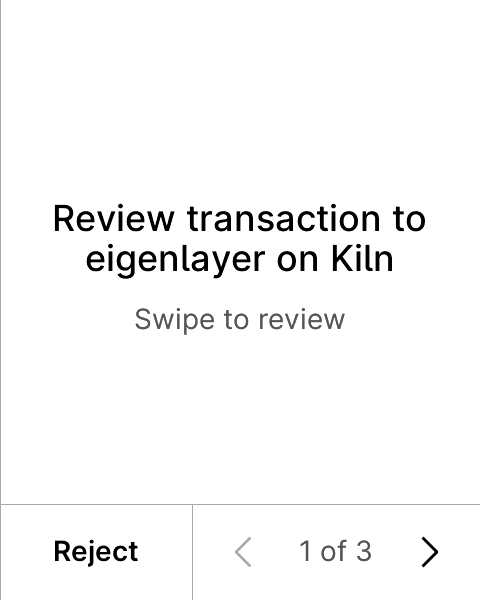 Review transaction to
eigenlayer on Kiln
Swipe to review
Reject
1 of 3